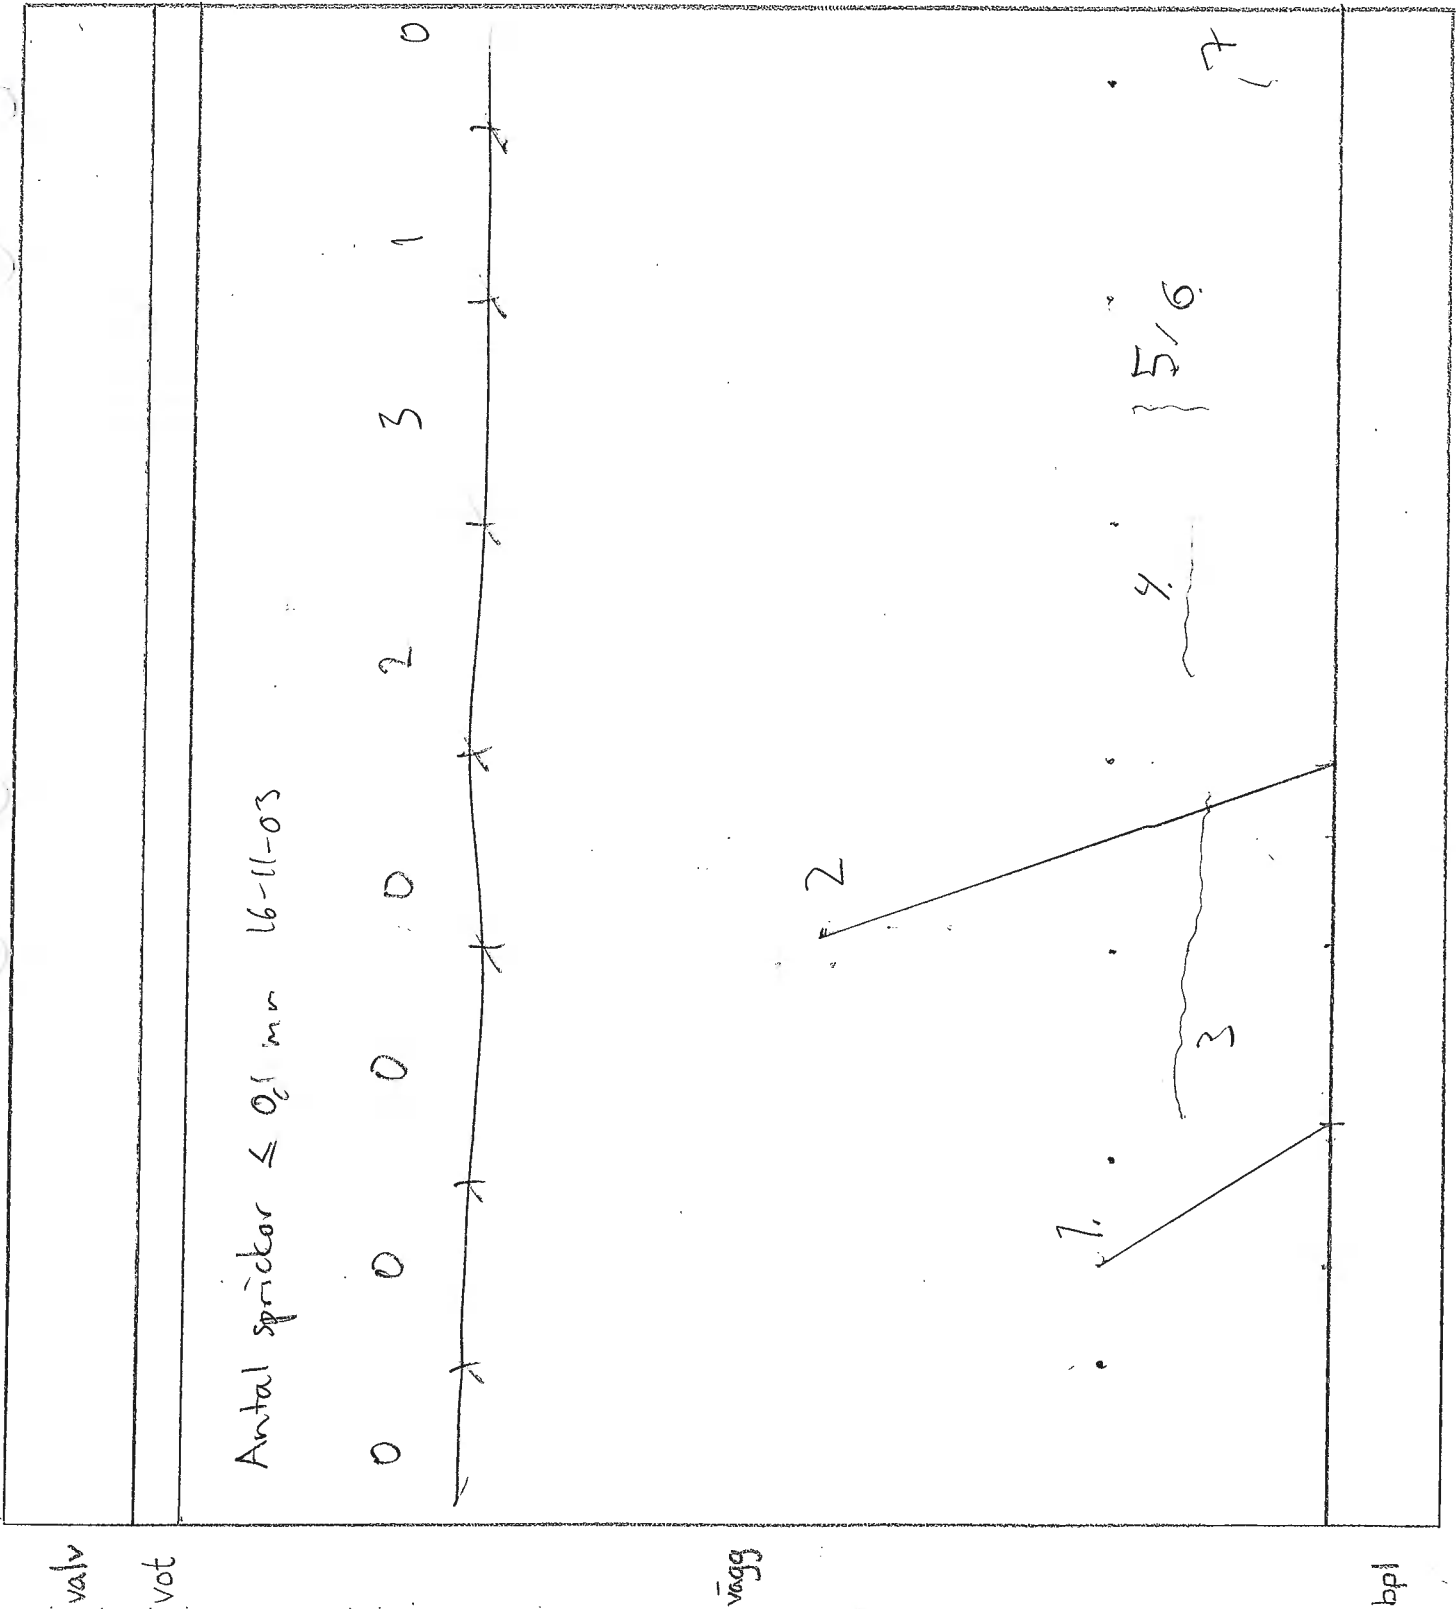 valv
vot
Antal sprickor ≤ 0,1 mm 16-11-03
0 0 0 0 2 3 1 0
vägg
2
1.
4.
5/6.
3
7
bpl